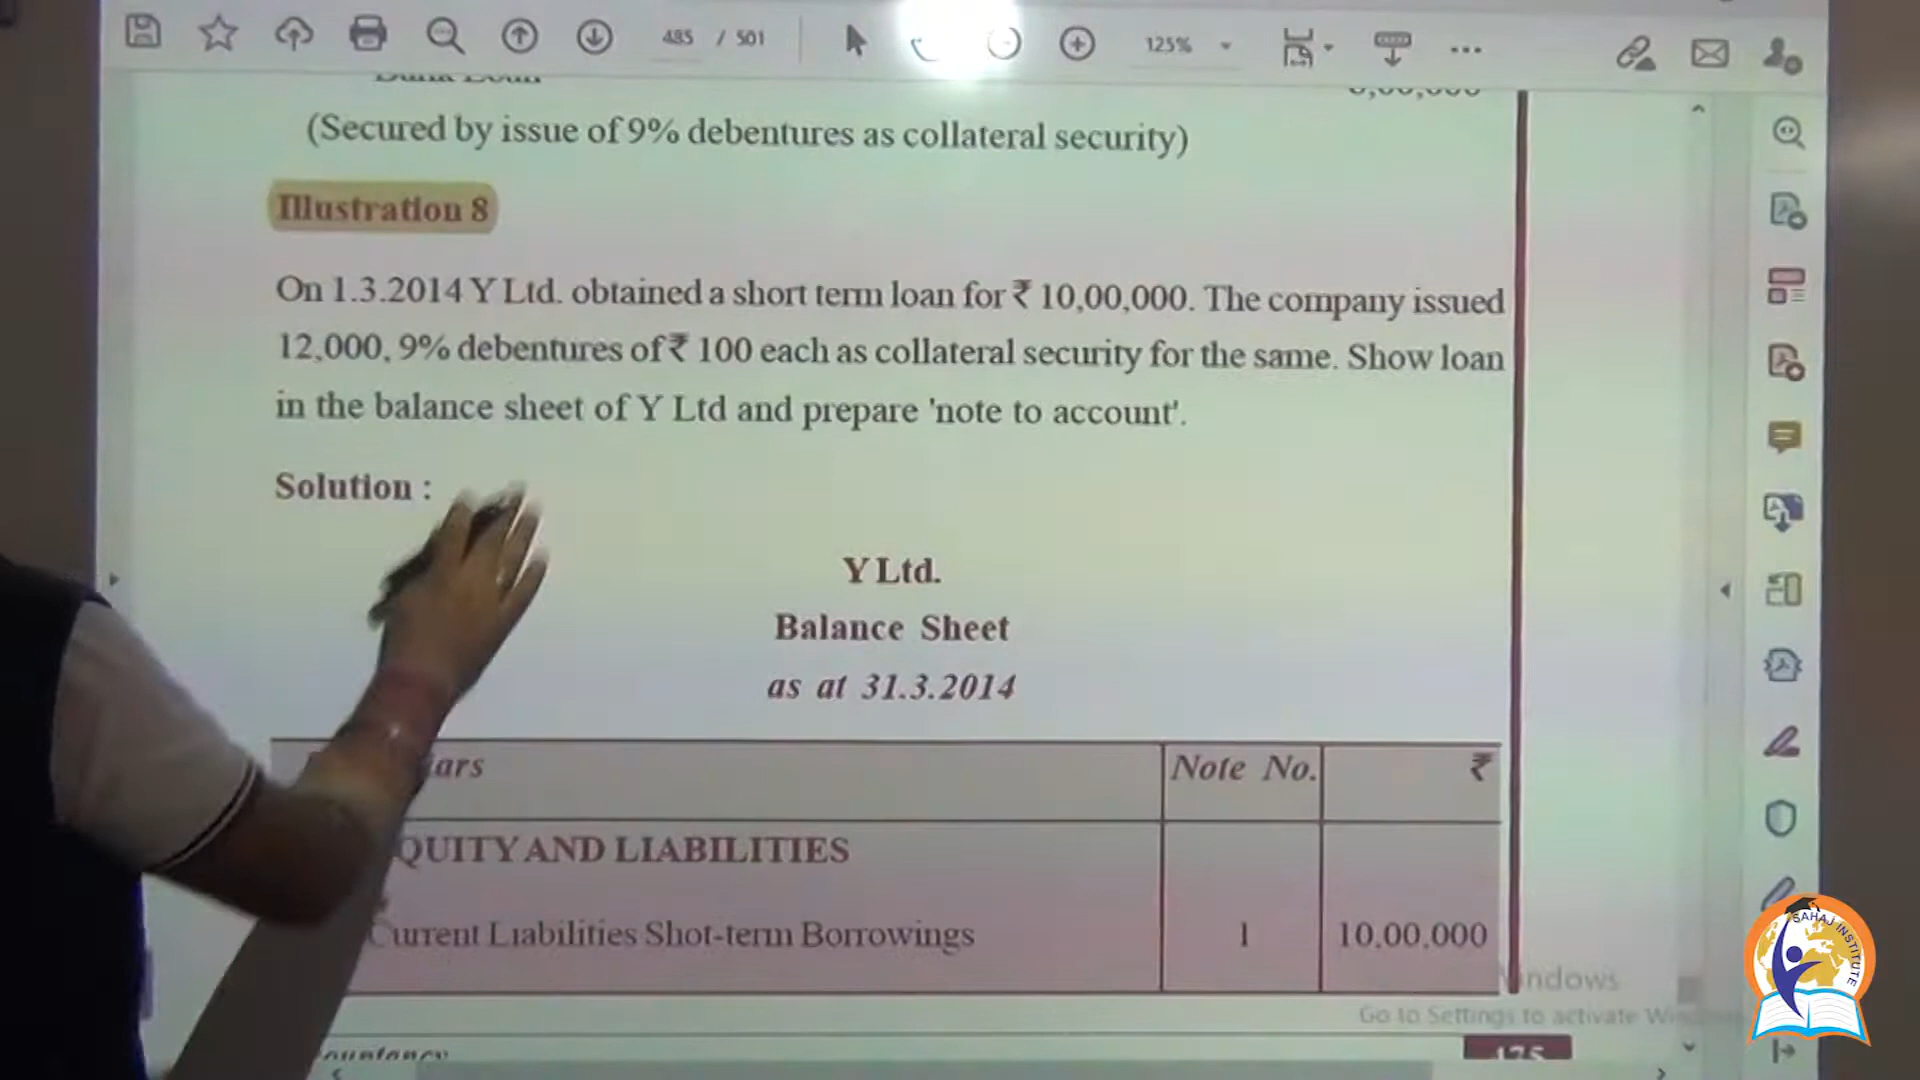 485 / 501
125%
(Secured by issue of 9% debentures as collateral security)
Illustration 8
On 1.3.2014 Y Ltd. obtained a short term loan for ₹ 10,00,000. The company issued
12,000, 9% debentures of ₹ 100 each as collateral security for the same. Show loan
in the balance sheet of Y Ltd and prepare 'note to account'.
Solution :
Y Ltd.
Balance Sheet
as at 31.3.2014
ars Note No. ₹
QUITY AND LIABILITIES
Current Liabilities Shot-term Borrowings 1 10,00,000
indows
Go to Settings to activate Win
SAHAJ INSTITUTE